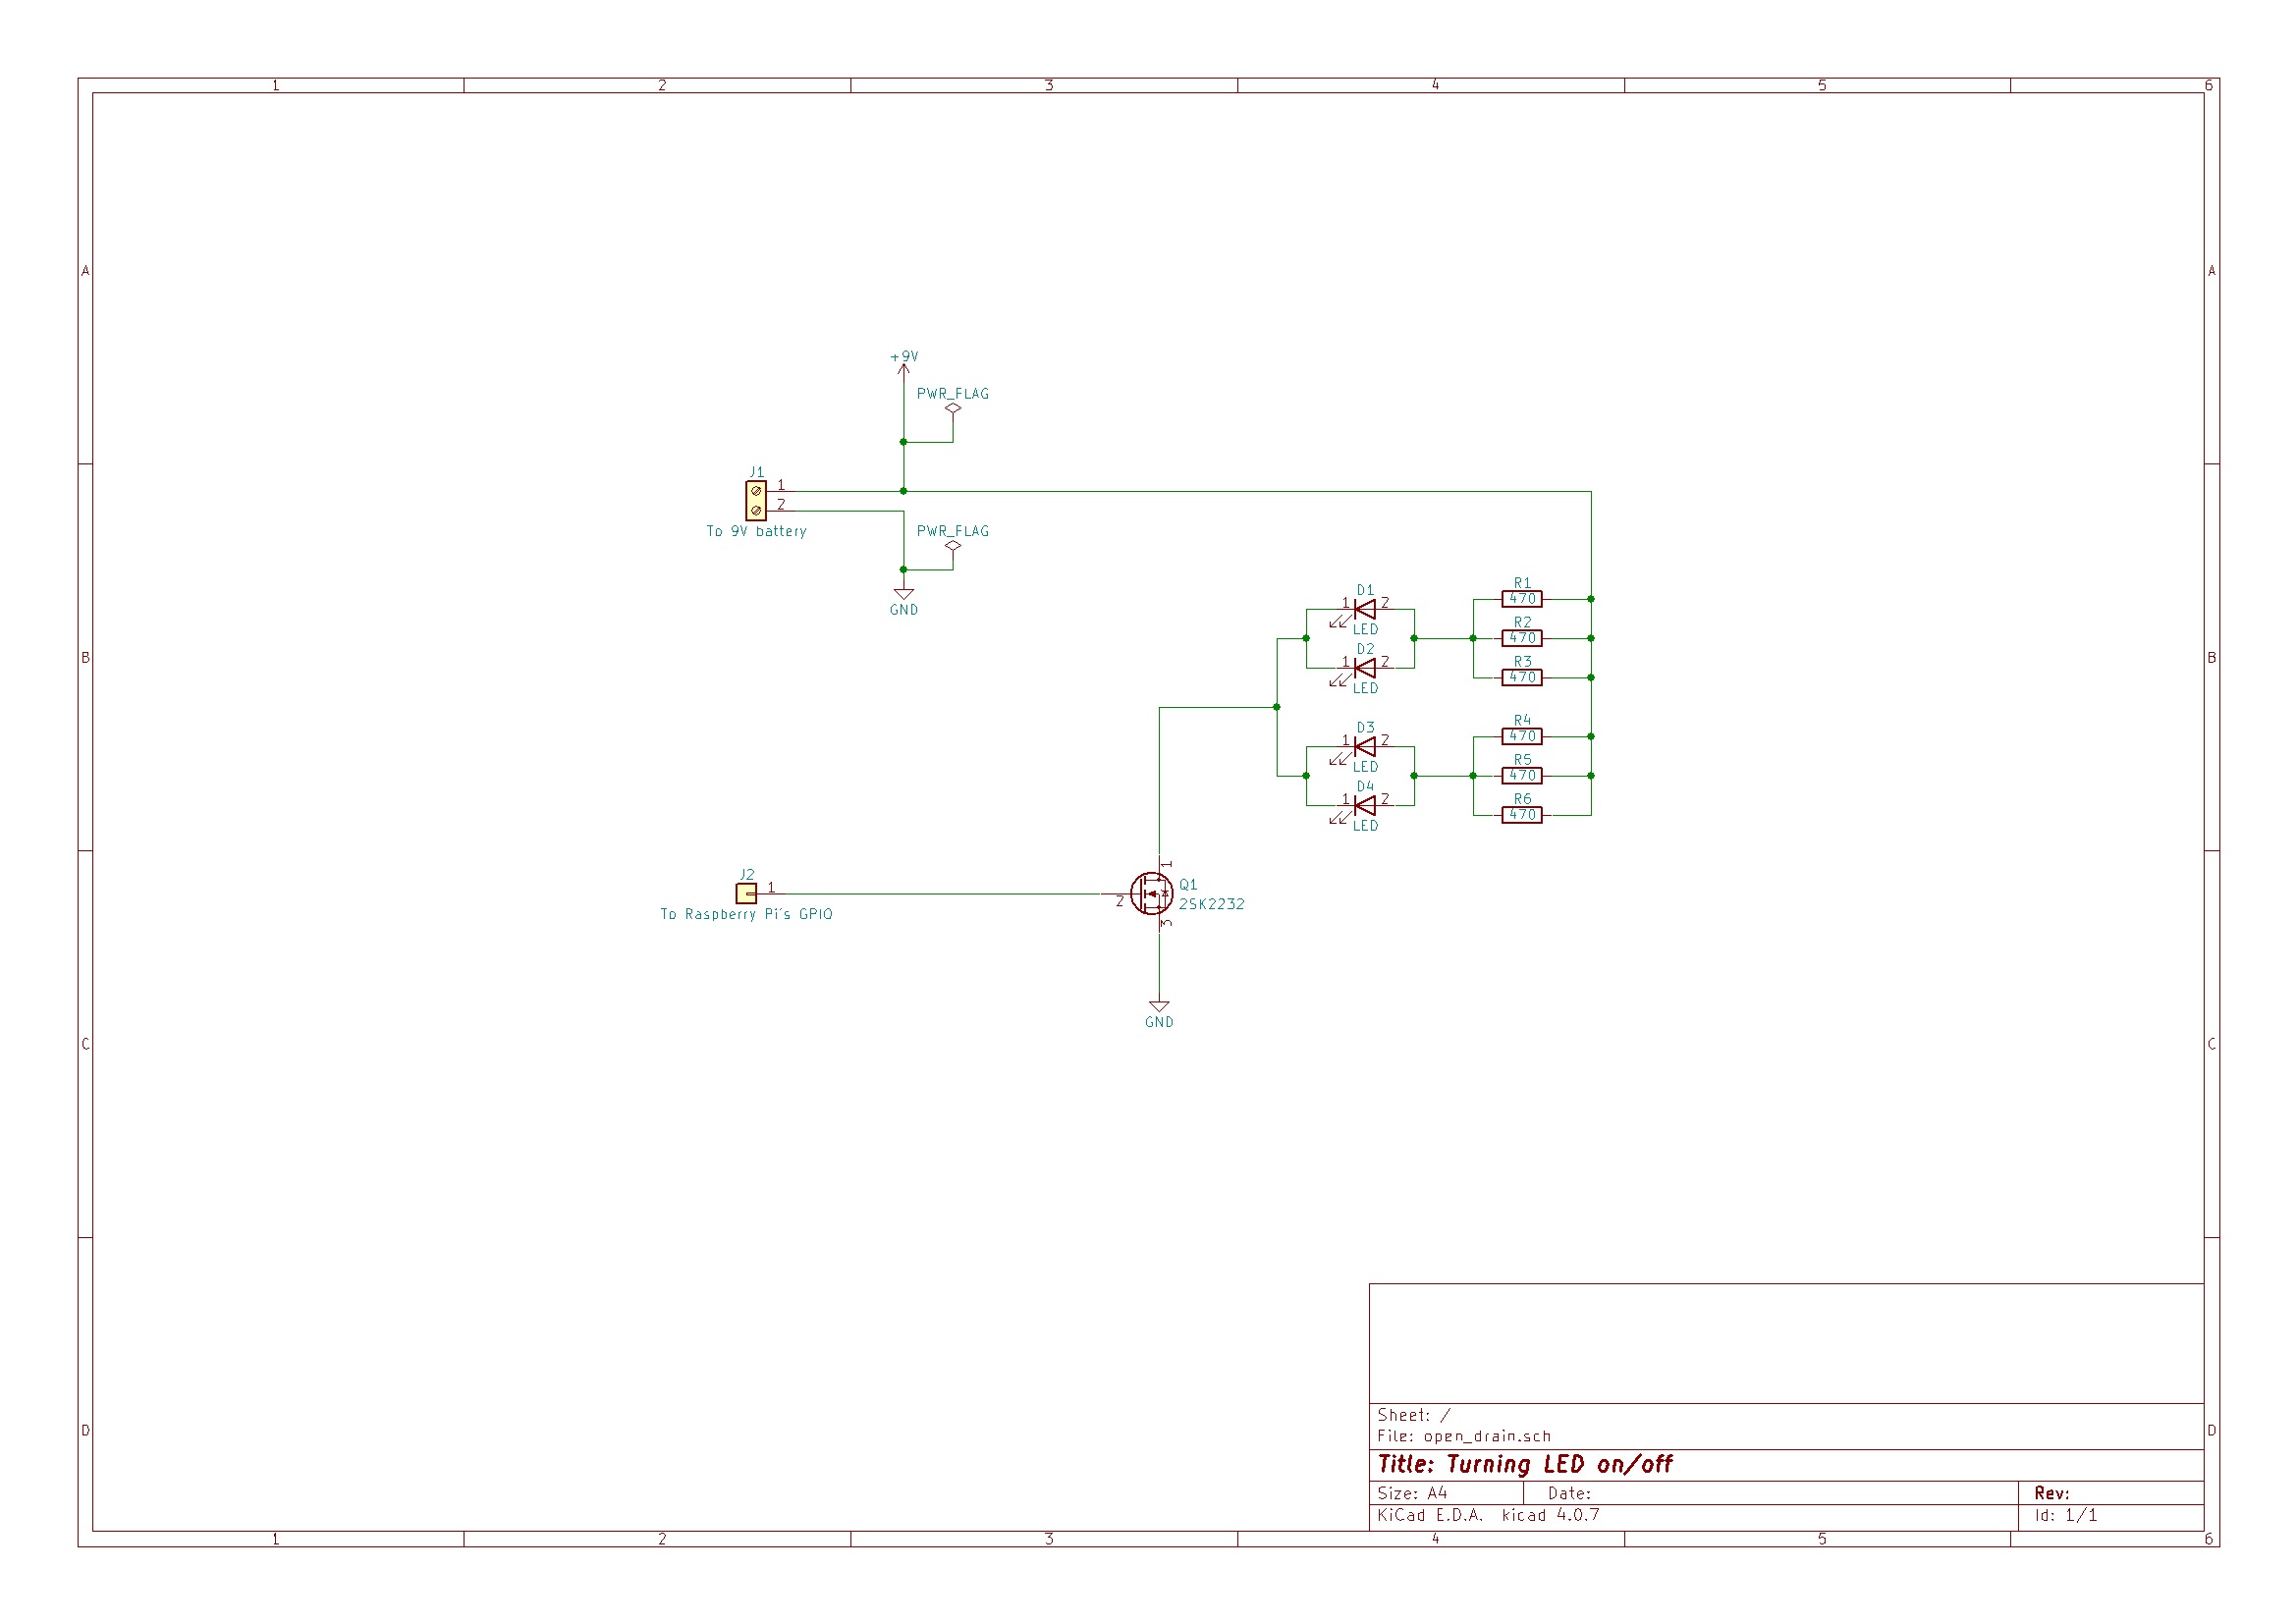 1 2 3 4 5 6
A A
+9V
PWR_FLAG
J1
1
2
To 9V battery
PWR_FLAG
GND
D1
1 2
LED
D2
1 2
LED
R1
470
R2
470
R3
470
B B
D3
1 2
LED
D4
1 2
LED
R4
470
R5
470
R6
470
J2
1
To Raspberry Pi's GPIO
1
2
3
Q1
2SK2232
GND
C C
Sheet: /
File: open_drain.sch
D D
Title: Turning LED on/off
Size: A4 Date: Rev:
KiCad E.D.A. kicad 4.0.7 Id: 1/1
1 2 3 4 5 6